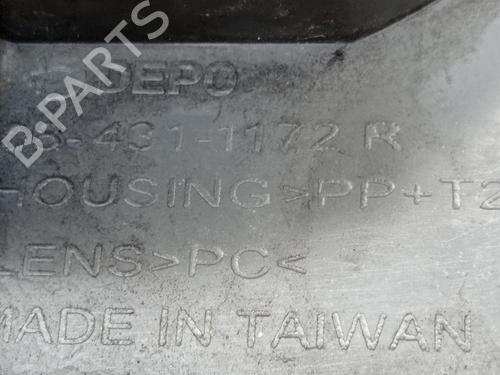 B-PARTS
DEPO
431-1172 R
HOUSING>PP+T2
LENS>PC<
MADE IN TAIWAN